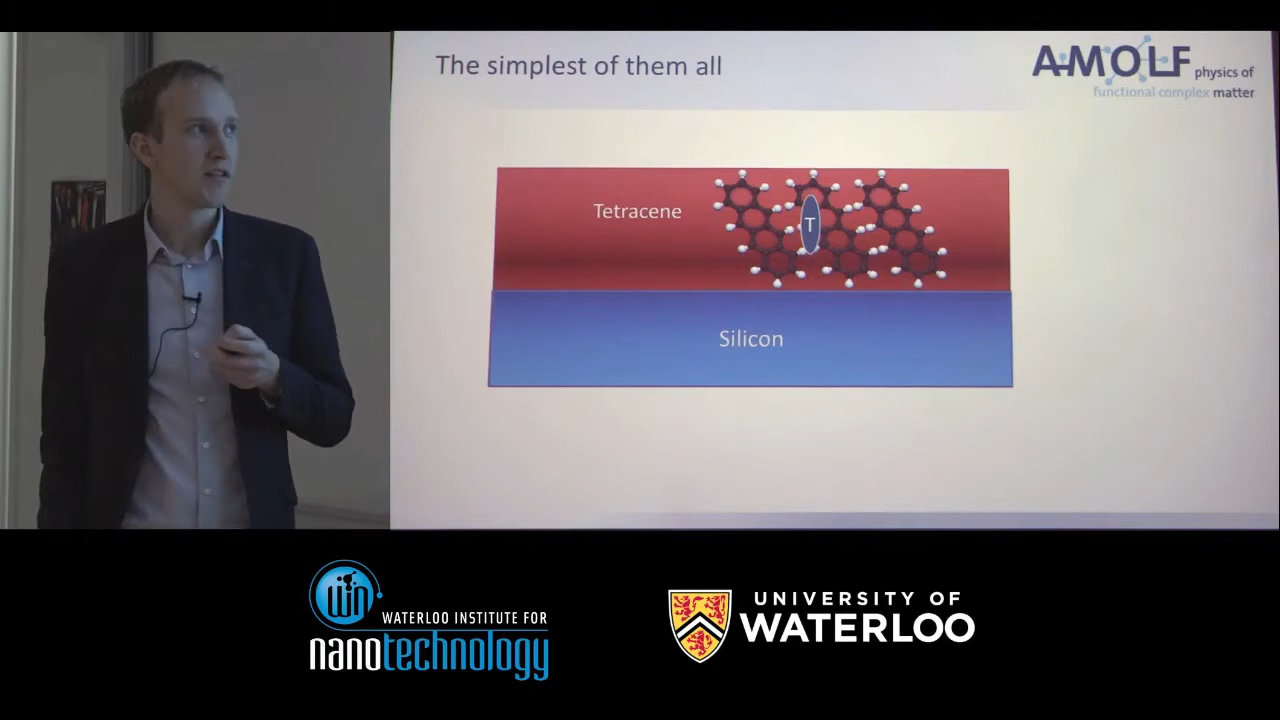 The simplest of them all
AMOLF physics of
functional complex matter
Tetracene
T
Silicon
WIN
WATERLOO INSTITUTE FOR
nanotechnology
UNIVERSITY OF
WATERLOO